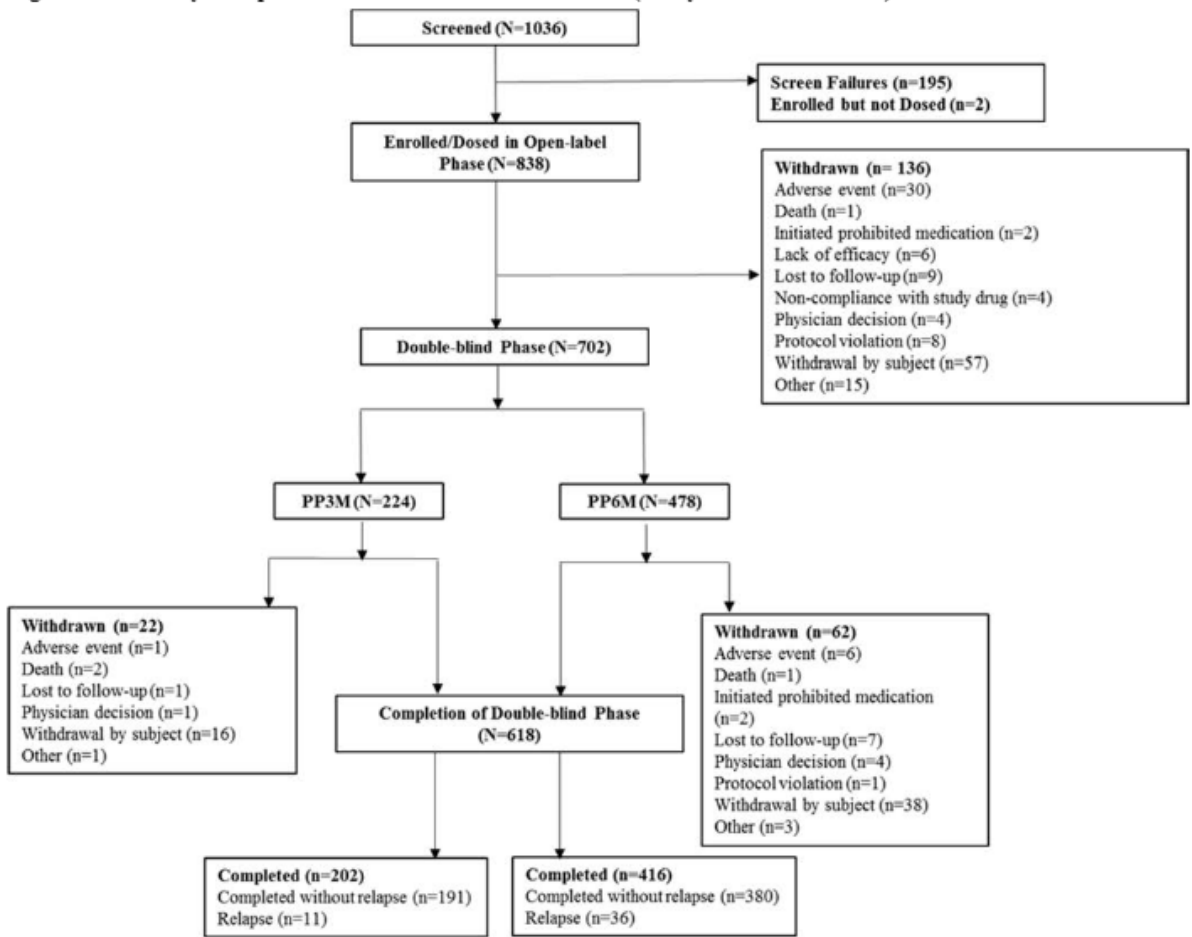 Screened (N=1036)
Screen Failures (n=195)
Enrolled but not Dosed (n=2)
Enrolled/Dosed in Open-label
Phase (N=838)
Withdrawn (n= 136)
Adverse event (n=30)
Death (n=1)
Initiated prohibited medication (n=2)
Lack of efficacy (n=6)
Lost to follow-up (n=9)
Non-compliance with study drug (n=4)
Physician decision (n=4)
Protocol violation (n=8)
Withdrawal by subject (n=57)
Other (n=15)
Double-blind Phase (N=702)
PP3M (N=224)
PP6M (N=478)
Withdrawn (n=22)
Adverse event (n=1)
Death (n=2)
Lost to follow-up (n=1)
Physician decision (n=1)
Withdrawal by subject (n=16)
Other (n=1)
Withdrawn (n=62)
Adverse event (n=6)
Death (n=1)
Initiated prohibited medication
(n=2)
Lost to follow-up (n=7)
Physician decision (n=4)
Protocol violation (n=1)
Withdrawal by subject (n=38)
Other (n=3)
Completion of Double-blind Phase
(N=618)
Completed (n=202)
Completed without relapse (n=191)
Relapse (n=11)
Completed (n=416)
Completed without relapse (n=380)
Relapse (n=36)